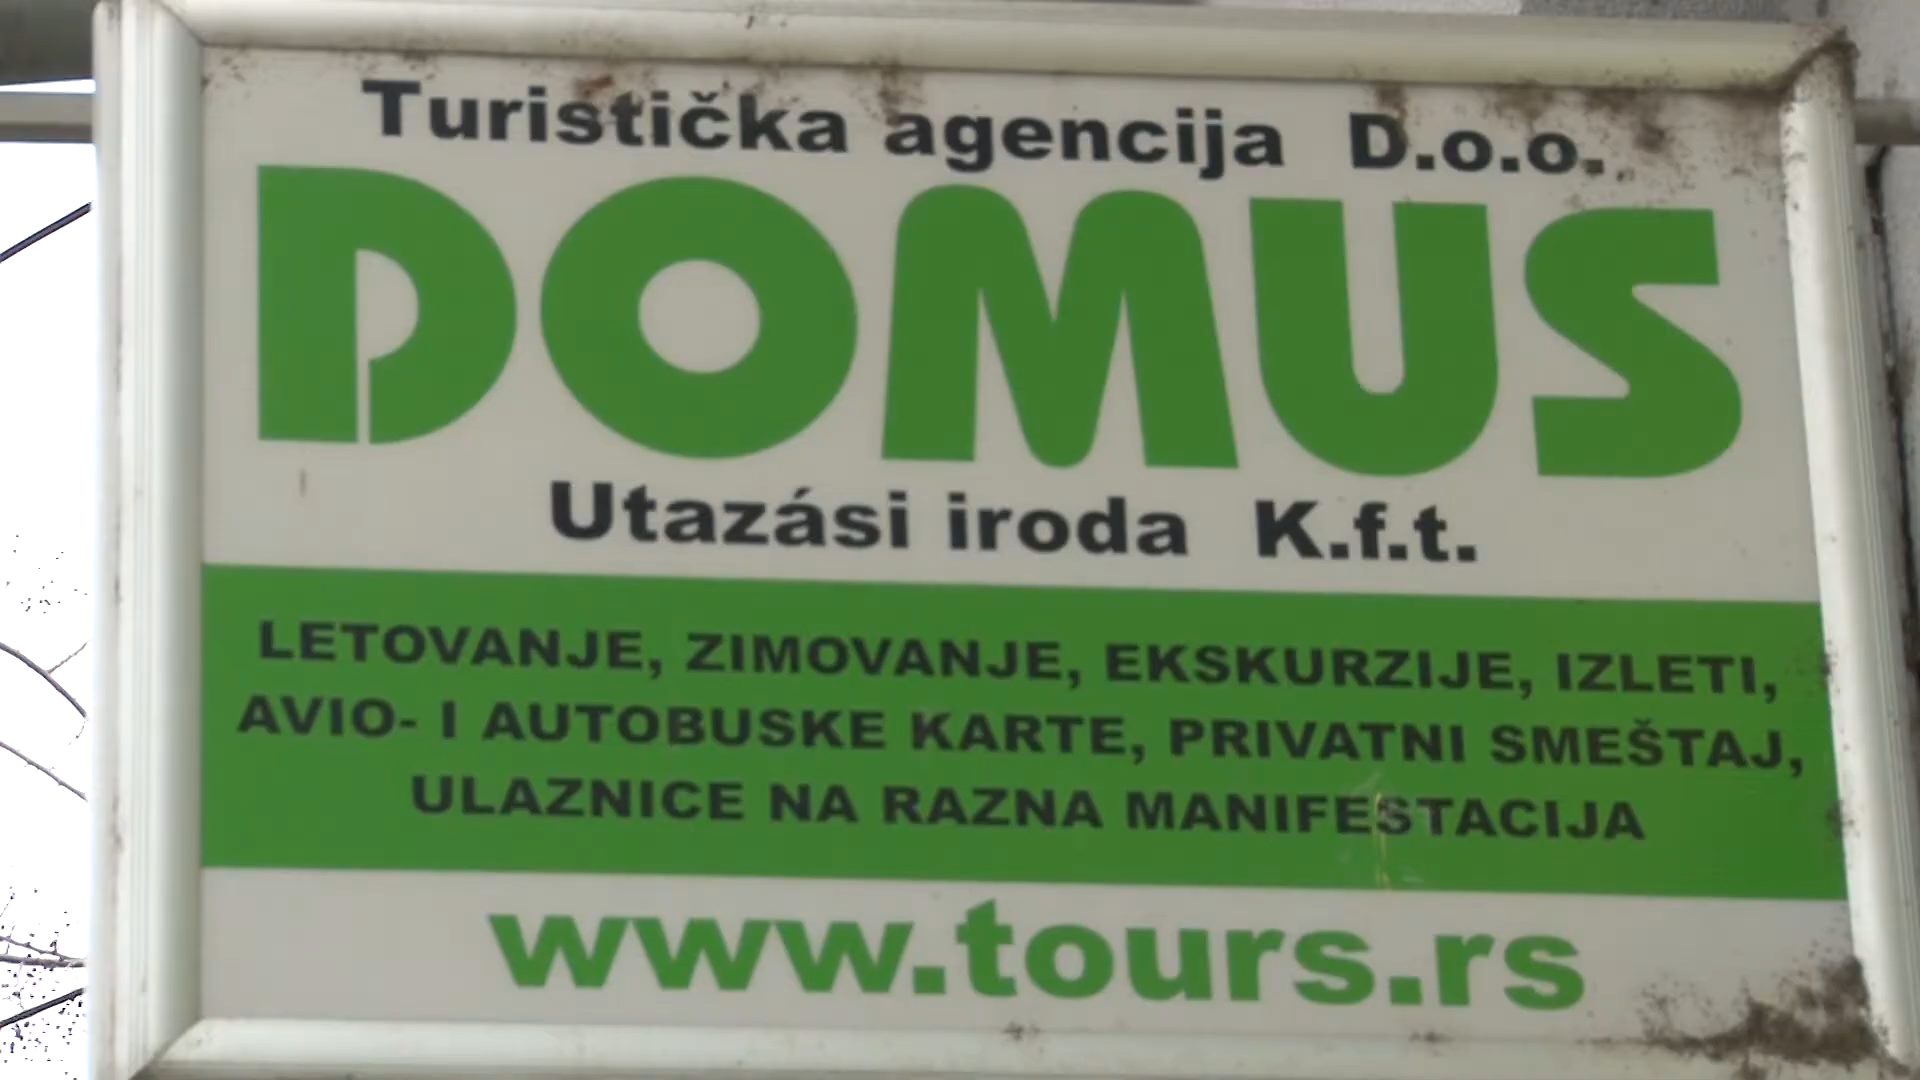 Turistička agencija D.o.o.
DOMUS
Utazási iroda K.f.t.
LETOVANJE, ZIMOVANJE, EKSKURZIJE, IZLETI,
AVIO- I AUTOBUSKE KARTE, PRIVATNI SMEŠTAJ,
ULAZNICE NA RAZNA MANIFESTACIJA
www.tours.rs